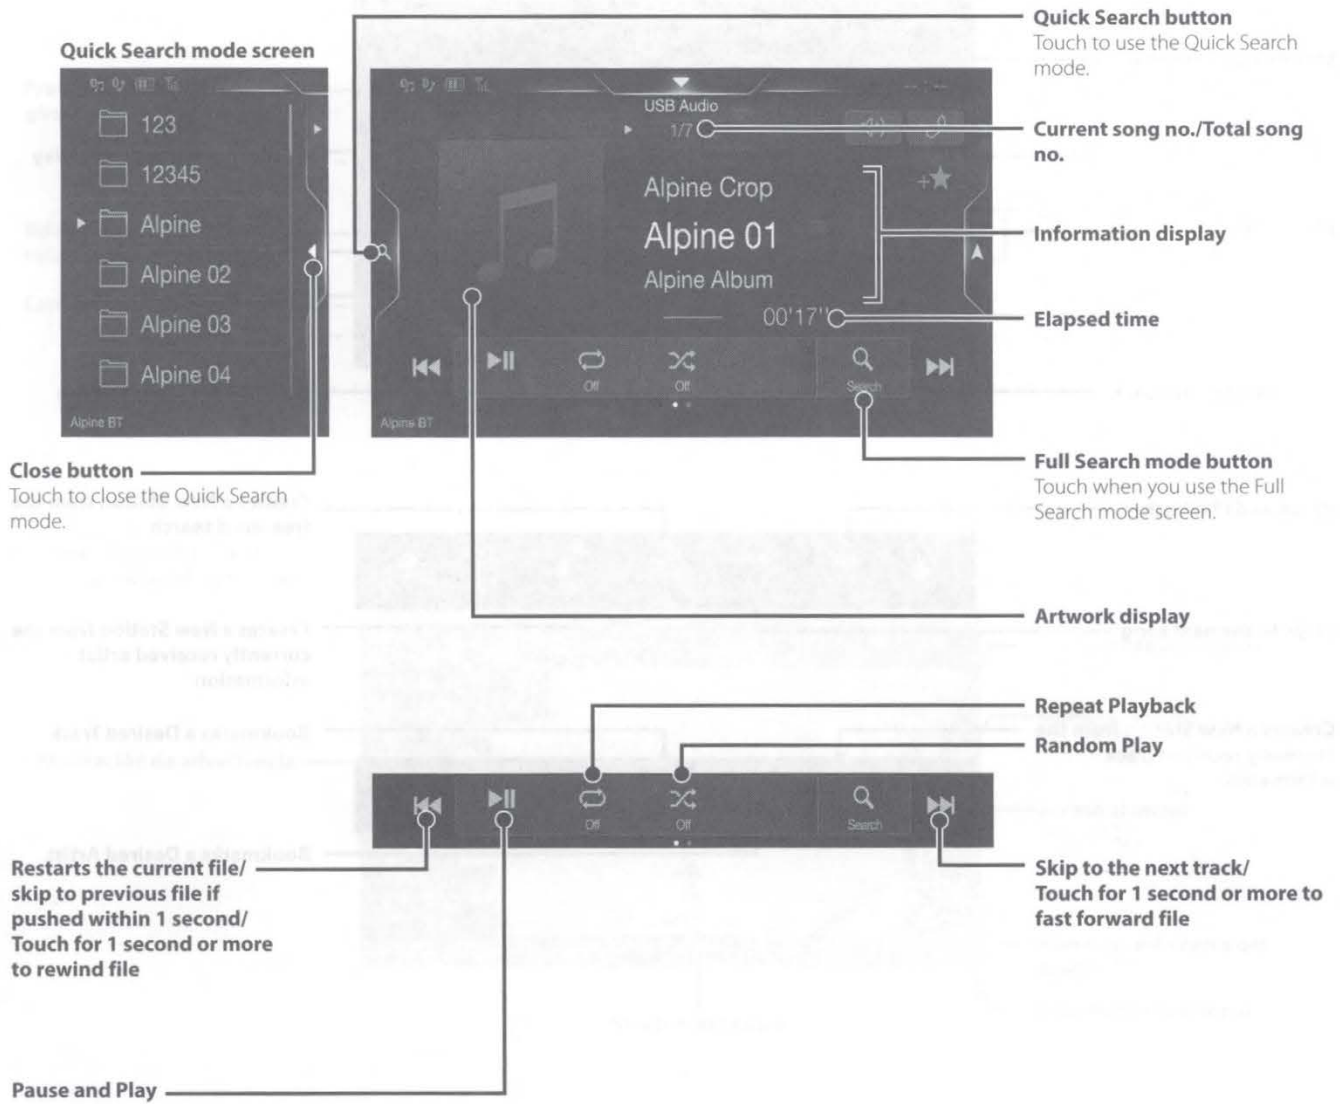 Quick Search button
Touch to use the Quick Search
mode.
Quick Search mode screen
123
12345
Alpine
Alpine 02
Alpine 03
Alpine 04
Alpine BT
USB Audio
1/7
Alpine Crop
Alpine 01
Alpine Album
00'17"
Off
Off
Search
Alpine BT
Current song no./Total song
no.
Information display
Elapsed time
Close button
Touch to close the Quick Search
mode.
Full Search mode button
Touch when you use the Full
Search mode screen.
Artwork display
Repeat Playback
Random Play
Off
Off
Search
Restarts the current file/
skip to previous file if
pushed within 1 second/
Touch for 1 second or more
to rewind file
Skip to the next track/
Touch for 1 second or more to
fast forward file
Pause and Play